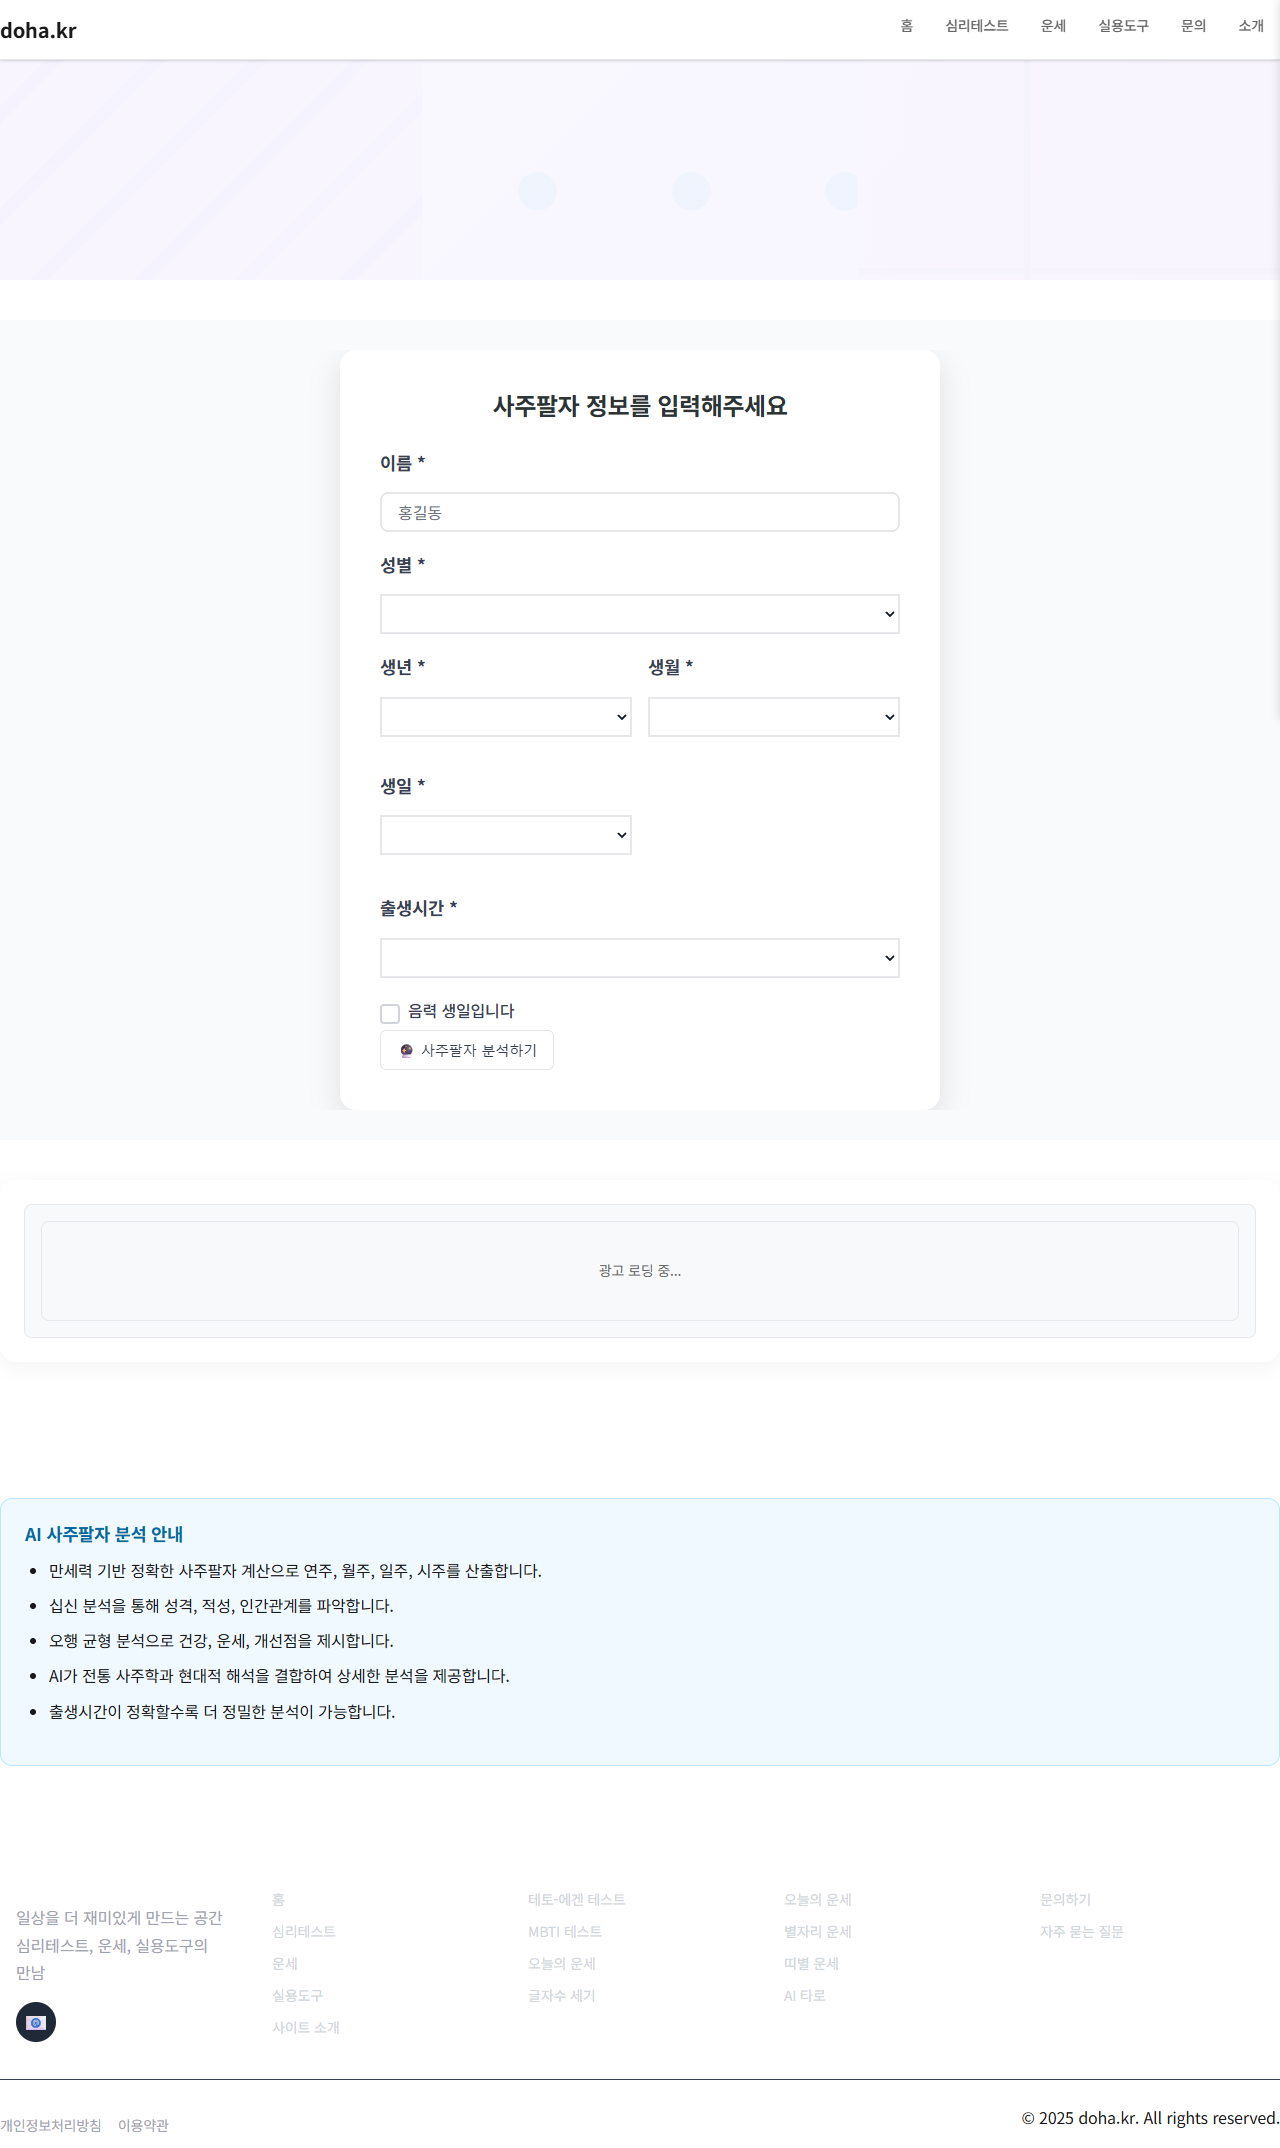 doha.kr
홈 심리테스트 운세 실용도구 문의 소개
사주팔자 정보를 입력해주세요
이름 *
홍길동
성별 *
생년 * 생월 *
생일 *
출생시간 *
음력 생일입니다
사주팔자 분석하기
광고 로딩 중...
AI 사주팔자 분석 안내
만세력 기반 정확한 사주팔자 계산으로 연주, 월주, 일주, 시주를 산출합니다.
십신 분석을 통해 성격, 적성, 인간관계를 파악합니다.
오행 균형 분석으로 건강, 운세, 개선점을 제시합니다.
AI가 전통 사주학과 현대적 해석을 결합하여 상세한 분석을 제공합니다.
출생시간이 정확할수록 더 정밀한 분석이 가능합니다.
일상을 더 재미있게 만드는 공간
심리테스트, 운세, 실용도구의
만남
홈
심리테스트
운세
실용도구
사이트 소개
테토-에겐 테스트
MBTI 테스트
오늘의 운세
글자수 세기
오늘의 운세
별자리 운세
띠별 운세
AI 타로
문의하기
자주 묻는 질문
개인정보처리방침 이용약관
© 2025 doha.kr. All rights reserved.